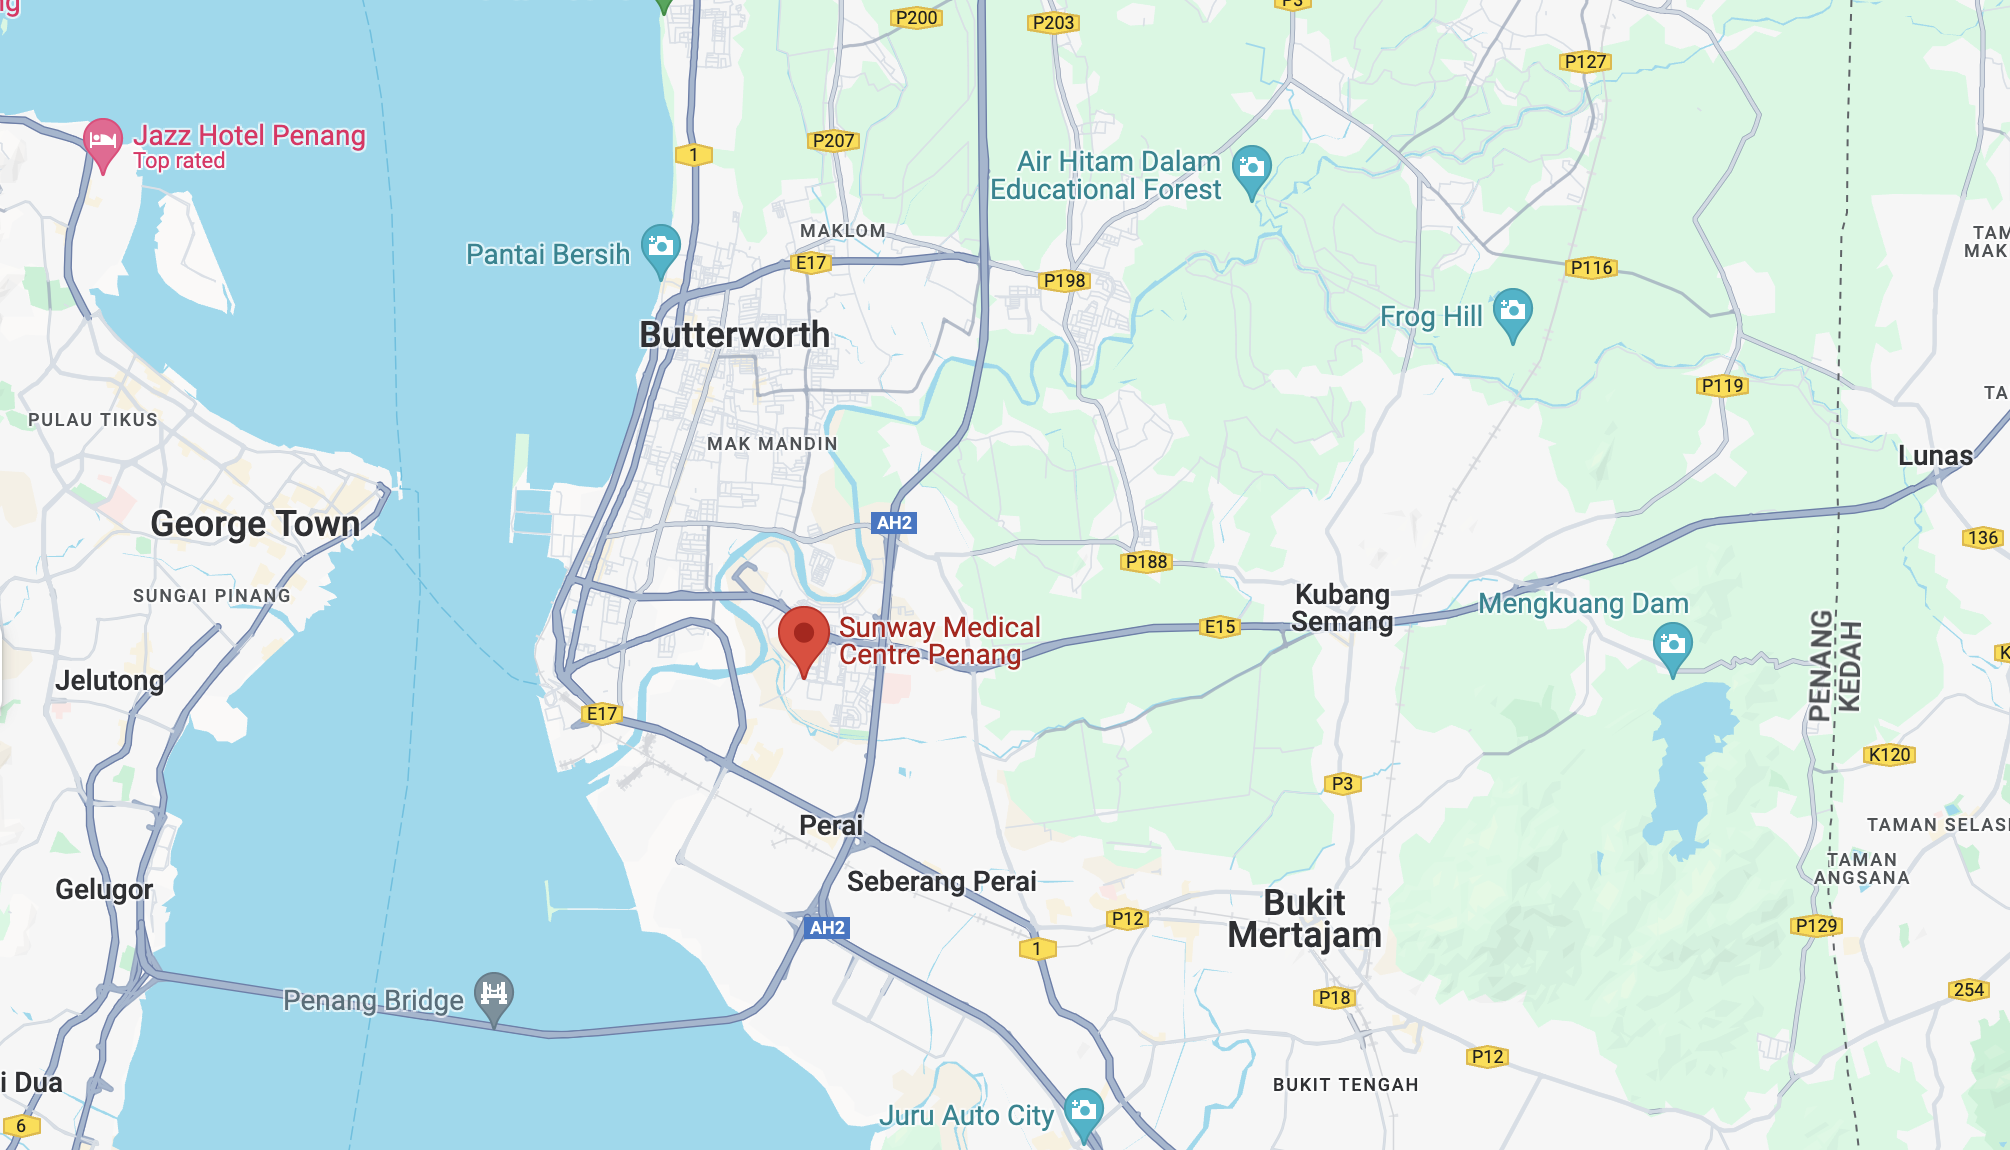 P200
P203
P3
P127
Jazz Hotel Penang
Top rated
1
P207
Air Hitam Dalam
Educational Forest
MAKLOM
Pantai Bersih
E17
P198
P116
TAM
MAK
Butterworth
Frog Hill
P119
TA
PULAU TIKUS
MAK MANDIN
Lunas
George Town
AH2
136
P188
SUNGAI PINANG
Kubang
Semang
Mengkuang Dam
E15
Sunway Medical
Centre Penang
PENANG
KEDAH
K
Jelutong
E17
K120
P3
Perai
TAMAN SELASI
TAMAN
ANGSANA
Gelugor
Seberang Perai
Bukit
Mertajam
P12
AH2
1
P129
Penang Bridge
P18
254
P12
i Dua
BUKIT TENGAH
Juru Auto City
6